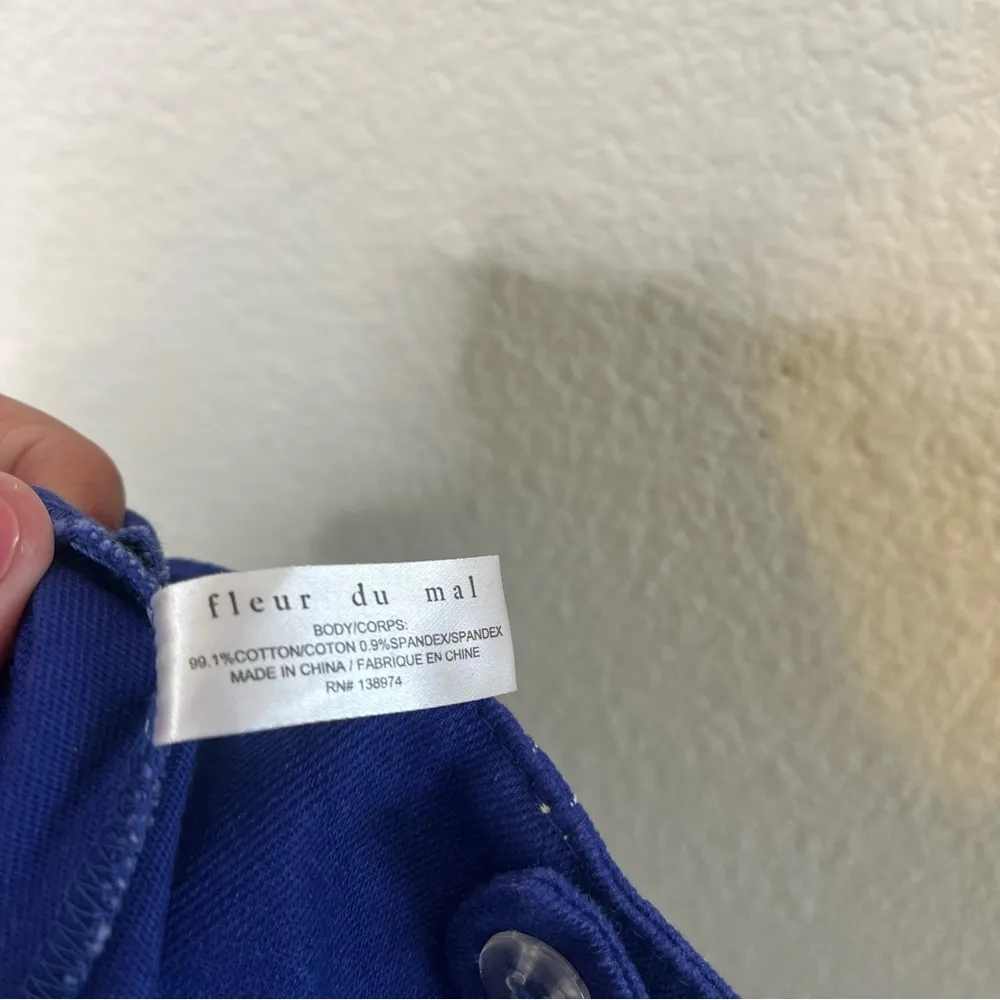 fleur du mal
BODY/CORPS:
99.1%COTTON/COTON 0.9%SPANDEX/SPANDEX
MADE IN CHINA / FABRIQUE EN CHINE
RN# 138974